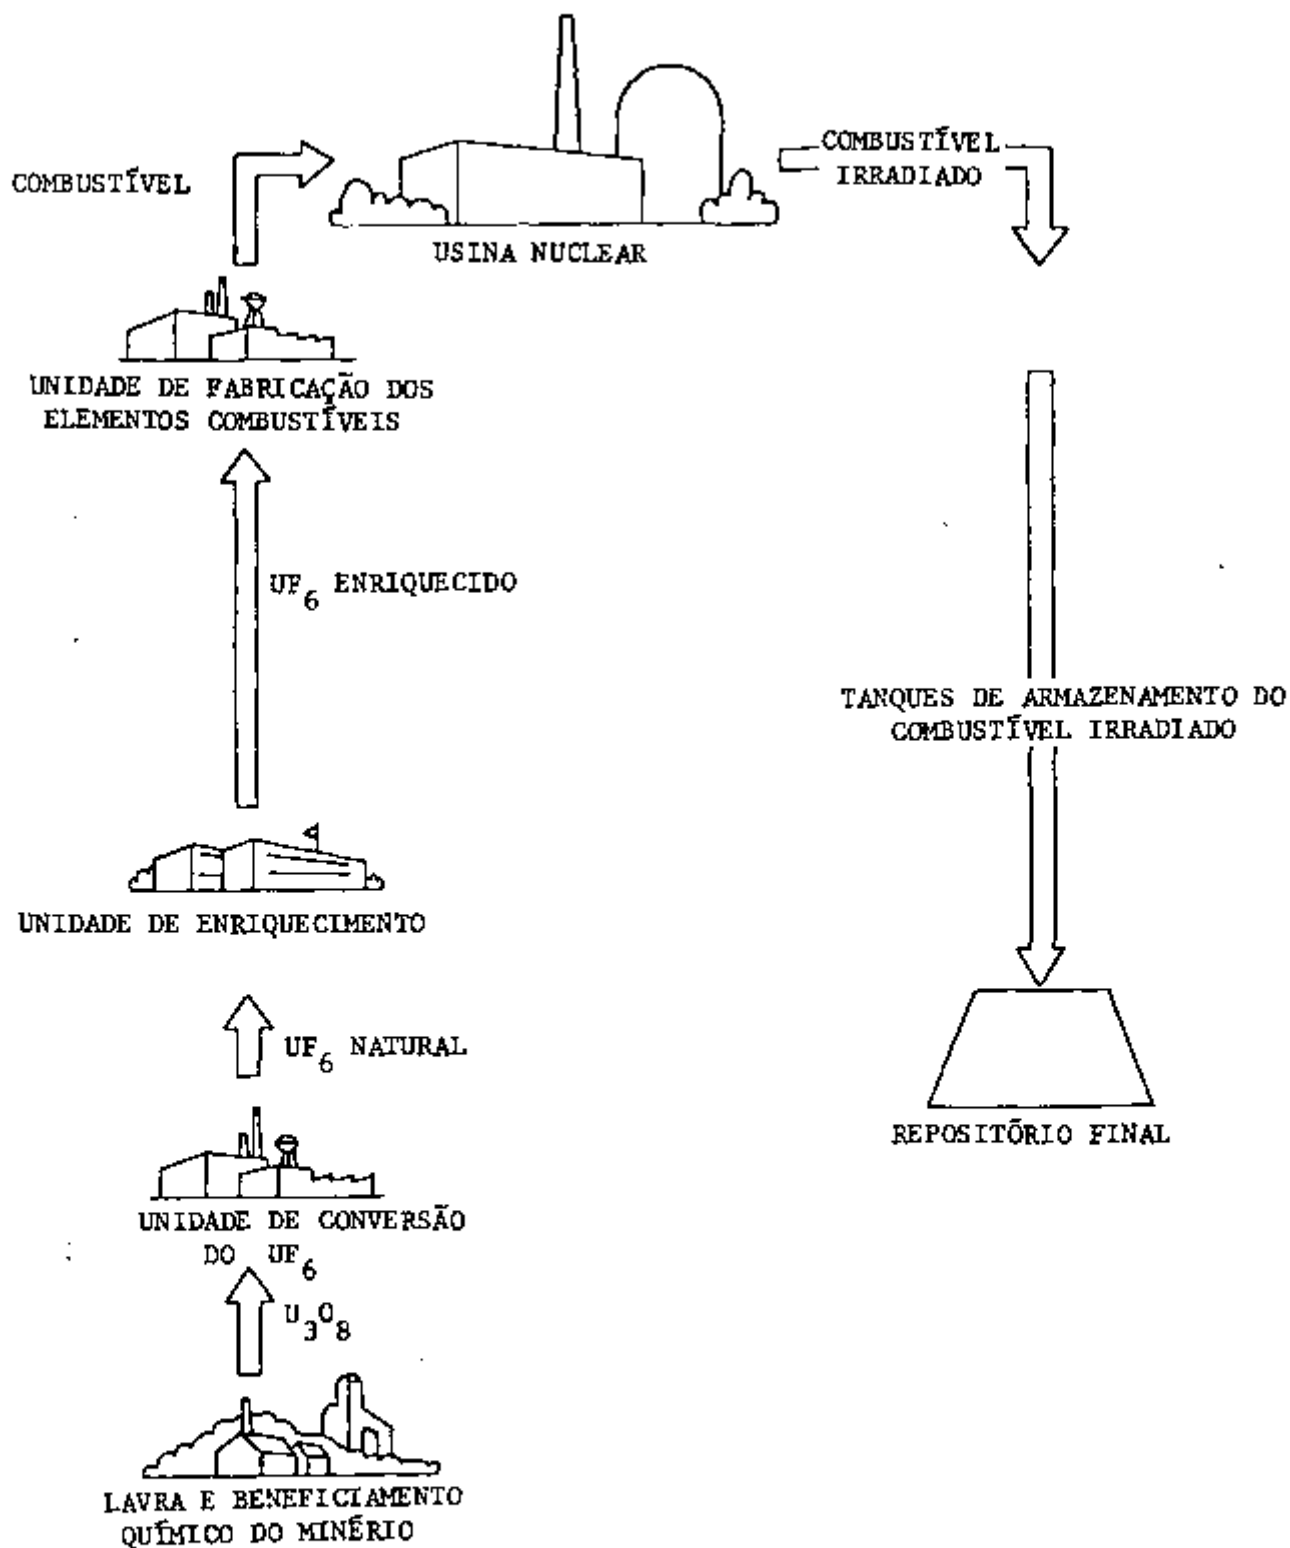 COMBUSTÍVEL
USINA NUCLEAR
COMBUSTÍVEL
IRRADIADO
UNIDADE DE FABRICAÇÃO DOS
ELEMENTOS COMBUSTÍVEIS
UF6 ENRIQUECIDO
TANQUES DE ARMAZENAMENTO DO
COMBUSTÍVEL IRRADIADO
UNIDADE DE ENRIQUECIMENTO
UF6 NATURAL
REPOSITÓRIO FINAL
UNIDADE DE CONVERSÃO
DO UF6
U3O8
LAVRA E BENEFICIAMENTO
QUÍMICO DO MINÉRIO